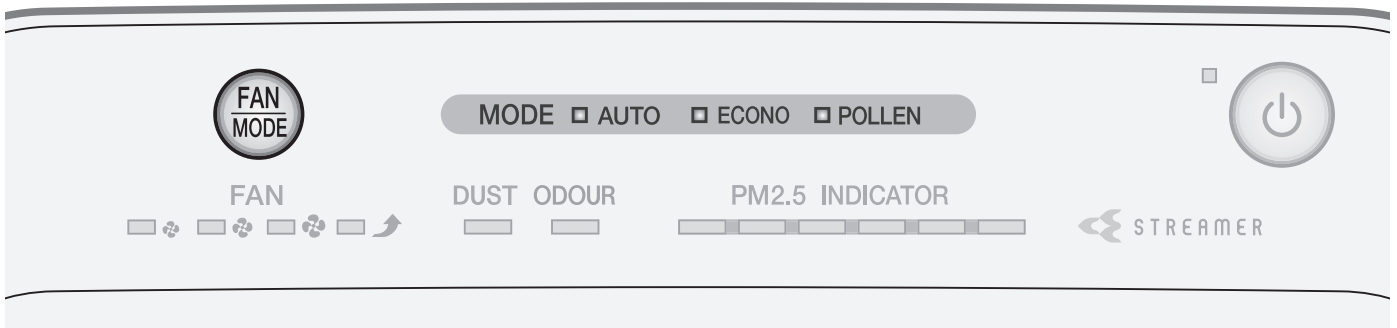 FAN
MODE
MODE AUTO ECONO POLLEN
FAN
DUST ODOUR
PM2.5 INDICATOR
STREAMER